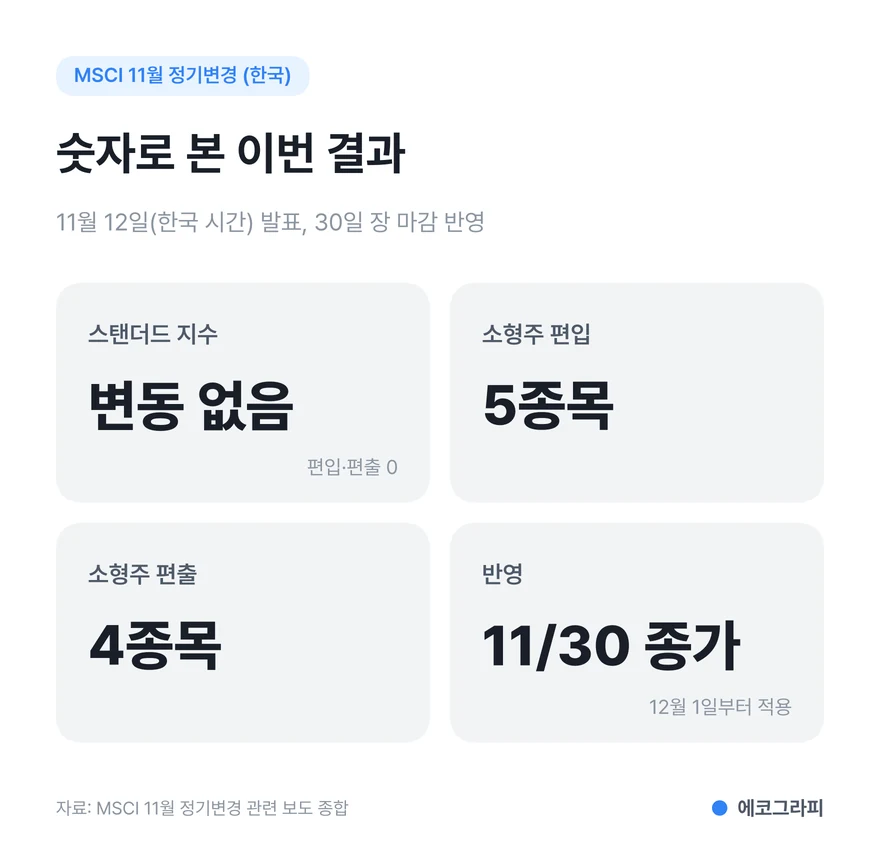 MSCI 11월 정기변경 (한국)
숫자로 본 이번 결과
11월 12일(한국 시간) 발표, 30일 장 마감 반영
스탠더드 지수
변동 없음
편입·편출 0
소형주 편입
5종목
소형주 편출
4종목
반영
11/30 종가
12월 1일부터 적용
자료: MSCI 11월 정기변경 관련 보도 종합
에코그라피